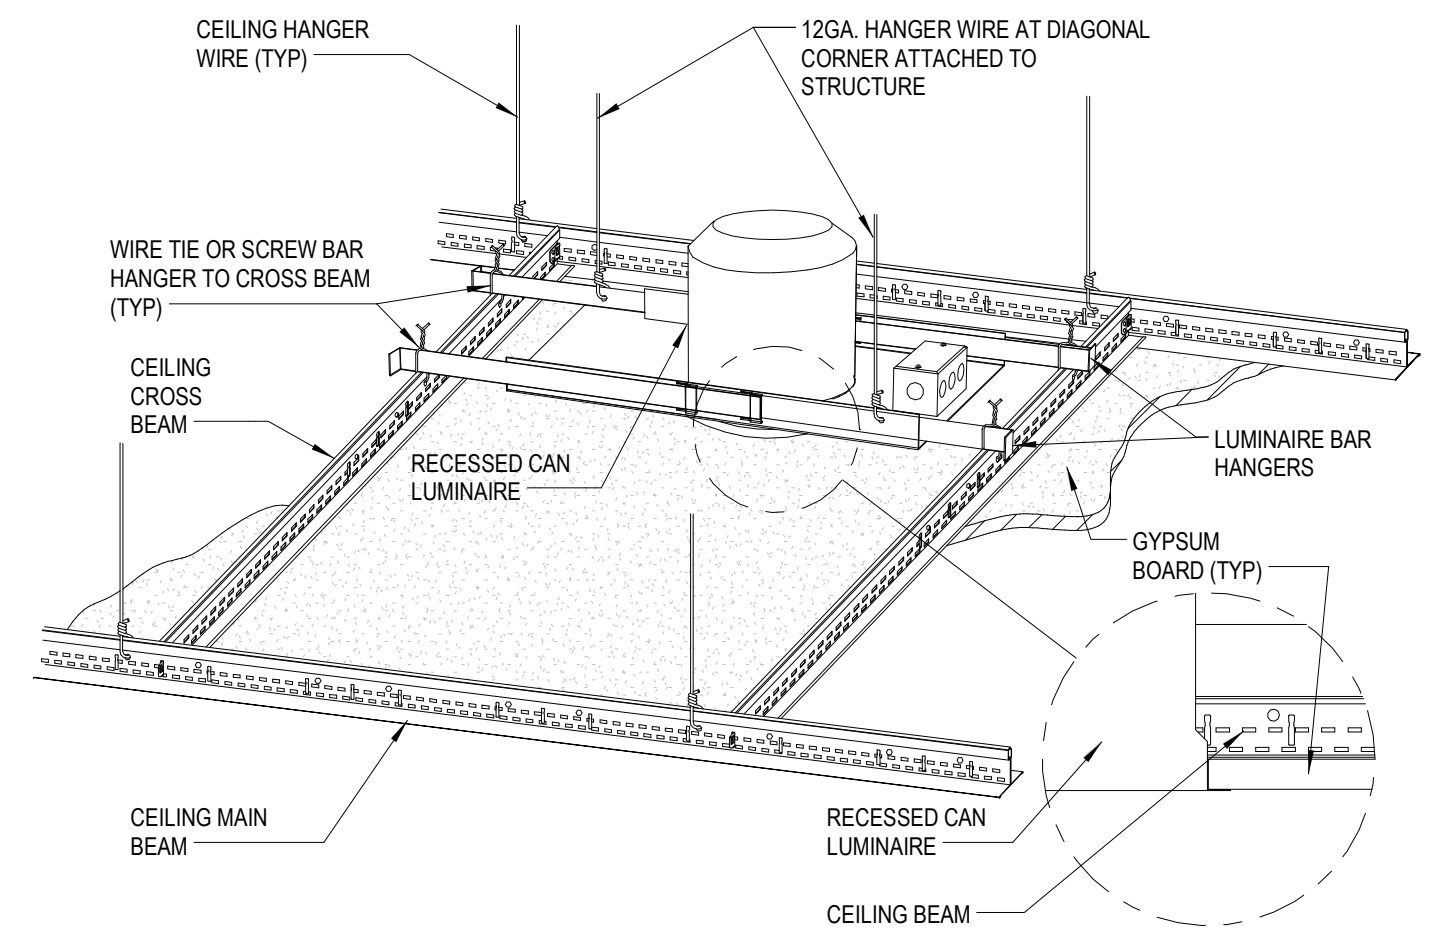 CEILING HANGER
WIRE (TYP)
12GA. HANGER WIRE AT DIAGONAL
CORNER ATTACHED TO
STRUCTURE
WIRE TIE OR SCREW BAR
HANGER TO CROSS BEAM
(TYP)
CEILING
CROSS
BEAM
RECESSED CAN
LUMINAIRE
LUMINAIRE BAR
HANGERS
GYPSUM
BOARD (TYP)
CEILING MAIN
BEAM
RECESSED CAN
LUMINAIRE
CEILING BEAM